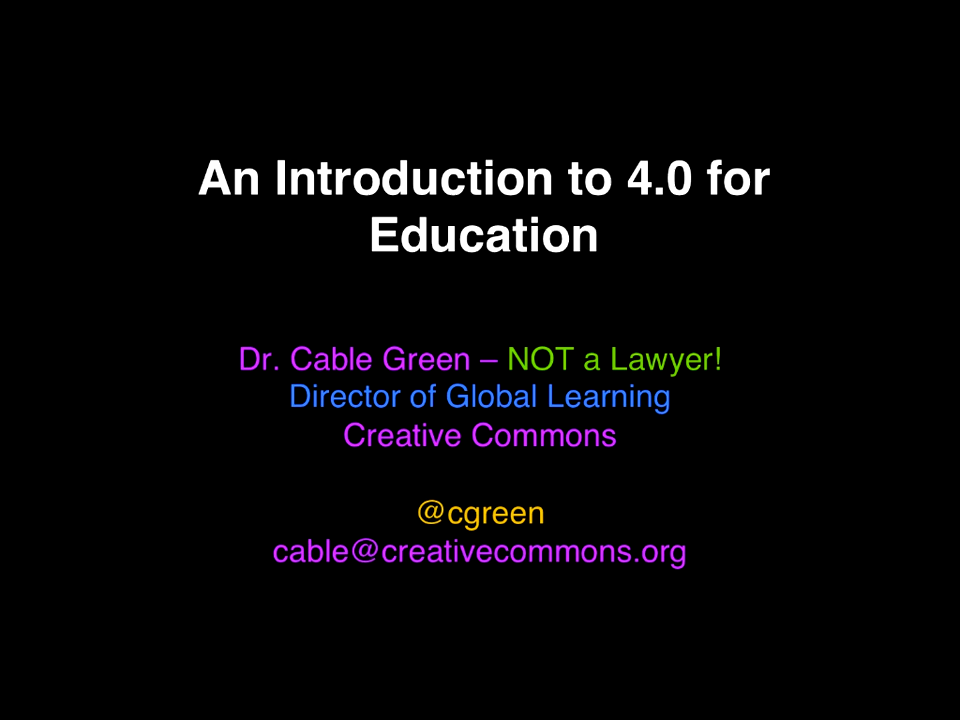 An Introduction to 4.0 for
Education
Dr. Cable Green – NOT a Lawyer!
Director of Global Learning
Creative Commons
@cgreen
cable@creativecommons.org